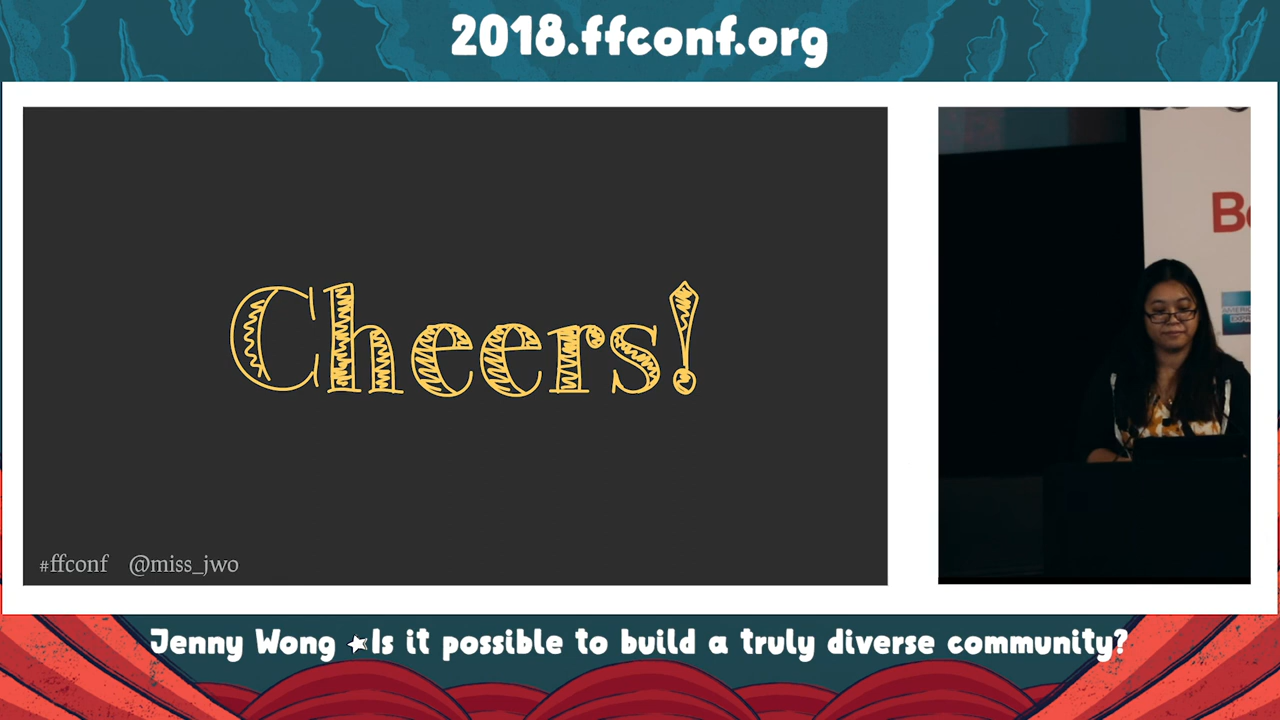 2018.ffconf.org
Cheers!
#ffconf @miss_jwo
Jenny Wong ★ Is it possible to build a truly diverse community?